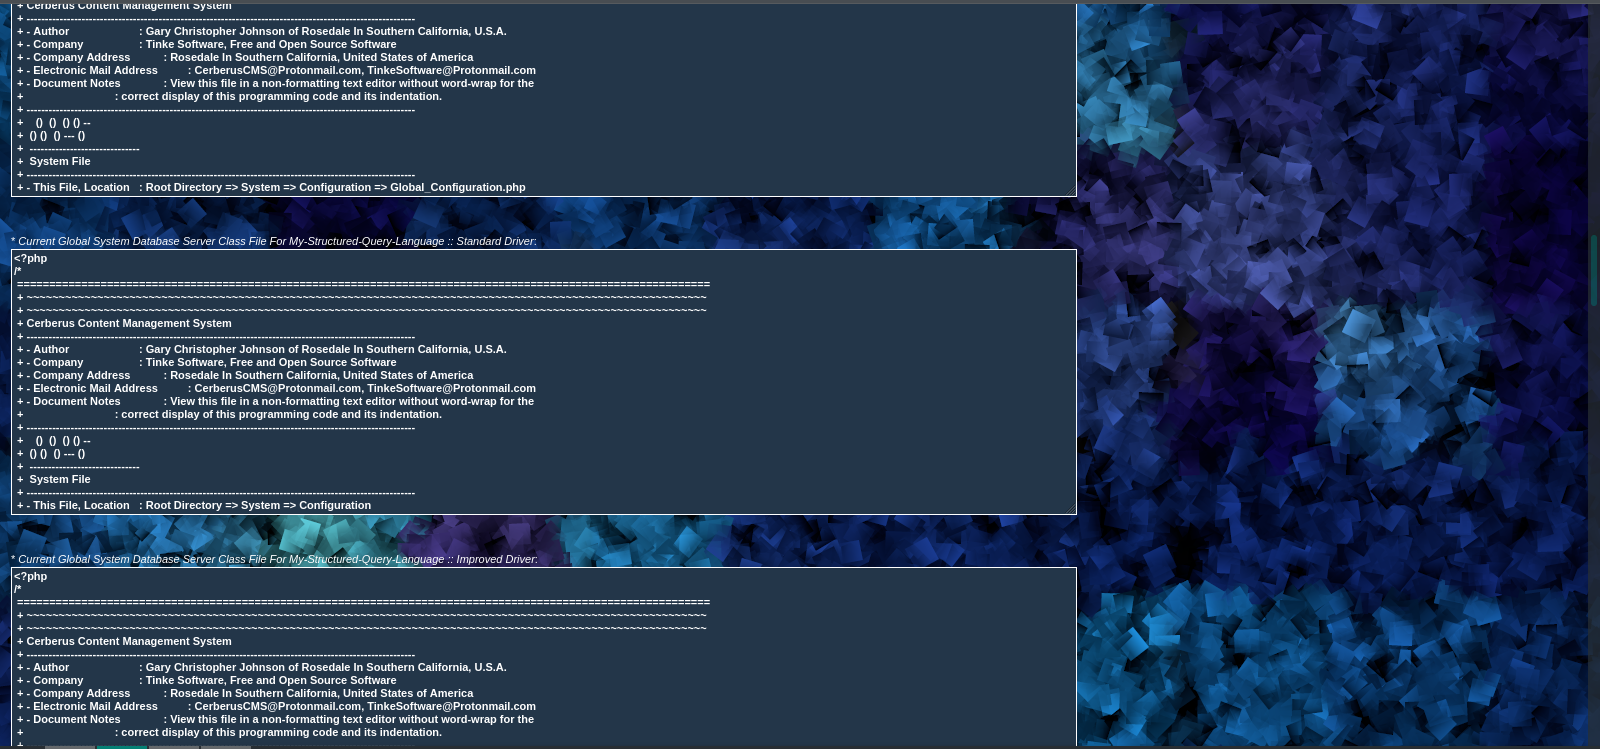 + Cerberus Content Management System
+ ------------------------------------------------------------------------------------------------------------
+ - Author : Gary Christopher Johnson of Rosedale In Southern California, U.S.A.
+ - Company : Tinke Software, Free and Open Source Software
+ - Company Address : Rosedale In Southern California, United States of America
+ - Electronic Mail Address : CerberusCMS@Protonmail.com, TinkeSoftware@Protonmail.com
+ - Document Notes : View this file in a non-formatting text editor without word-wrap for the
+ : correct display of this programming code and its indentation.
+ ------------------------------------------------------------------------------------------------------------
+ () () () () --
+ () () () --- ()
+ ------------------------------
+ System File
+ ------------------------------------------------------------------------------------------------------------
+ - This File, Location : Root Directory => System => Configuration => Global_Configuration.php
* Current Global System Database Server Class File For My-Structured-Query-Language :: Standard Driver:
<?php
/*
=============================================================================================================
+ ~~~~~~~~~~~~~~~~~~~~~~~~~~~~~~~~~~~~~~~~~~~~~~~~~~~~~~~~~~~~~~~~~~~~~~~~~~~~~~~~~~~~~~~~~~~~~~~~~~~~~~~~~~
+ ~~~~~~~~~~~~~~~~~~~~~~~~~~~~~~~~~~~~~~~~~~~~~~~~~~~~~~~~~~~~~~~~~~~~~~~~~~~~~~~~~~~~~~~~~~~~~~~~~~~~~~~~~~
+ Cerberus Content Management System
+ ------------------------------------------------------------------------------------------------------------
+ - Author : Gary Christopher Johnson of Rosedale In Southern California, U.S.A.
+ - Company : Tinke Software, Free and Open Source Software
+ - Company Address : Rosedale In Southern California, United States of America
+ - Electronic Mail Address : CerberusCMS@Protonmail.com, TinkeSoftware@Protonmail.com
+ - Document Notes : View this file in a non-formatting text editor without word-wrap for the
+ : correct display of this programming code and its indentation.
+ ------------------------------------------------------------------------------------------------------------
+ () () () () --
+ () () () --- ()
+ ------------------------------
+ System File
+ ------------------------------------------------------------------------------------------------------------
+ - This File, Location : Root Directory => System => Configuration
* Current Global System Database Server Class File For My-Structured-Query-Language :: Improved Driver:
<?php
/*
=============================================================================================================
+ ~~~~~~~~~~~~~~~~~~~~~~~~~~~~~~~~~~~~~~~~~~~~~~~~~~~~~~~~~~~~~~~~~~~~~~~~~~~~~~~~~~~~~~~~~~~~~~~~~~~~~~~~~~
+ ~~~~~~~~~~~~~~~~~~~~~~~~~~~~~~~~~~~~~~~~~~~~~~~~~~~~~~~~~~~~~~~~~~~~~~~~~~~~~~~~~~~~~~~~~~~~~~~~~~~~~~~~~~
+ Cerberus Content Management System
+ ------------------------------------------------------------------------------------------------------------
+ - Author : Gary Christopher Johnson of Rosedale In Southern California, U.S.A.
+ - Company : Tinke Software, Free and Open Source Software
+ - Company Address : Rosedale In Southern California, United States of America
+ - Electronic Mail Address : CerberusCMS@Protonmail.com, TinkeSoftware@Protonmail.com
+ - Document Notes : View this file in a non-formatting text editor without word-wrap for the
+ : correct display of this programming code and its indentation.
+